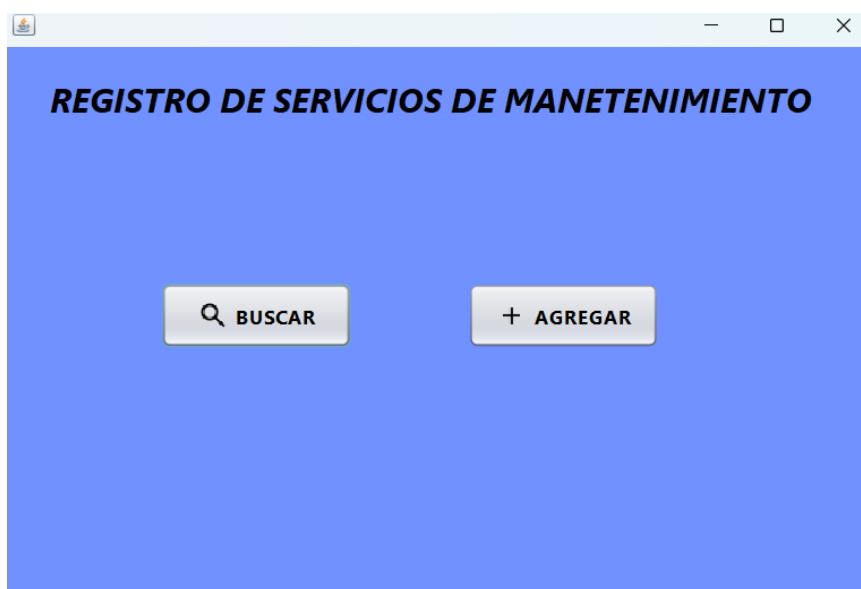 REGISTRO DE SERVICIOS DE MANETENIMIENTO
BUSCAR
+ AGREGAR